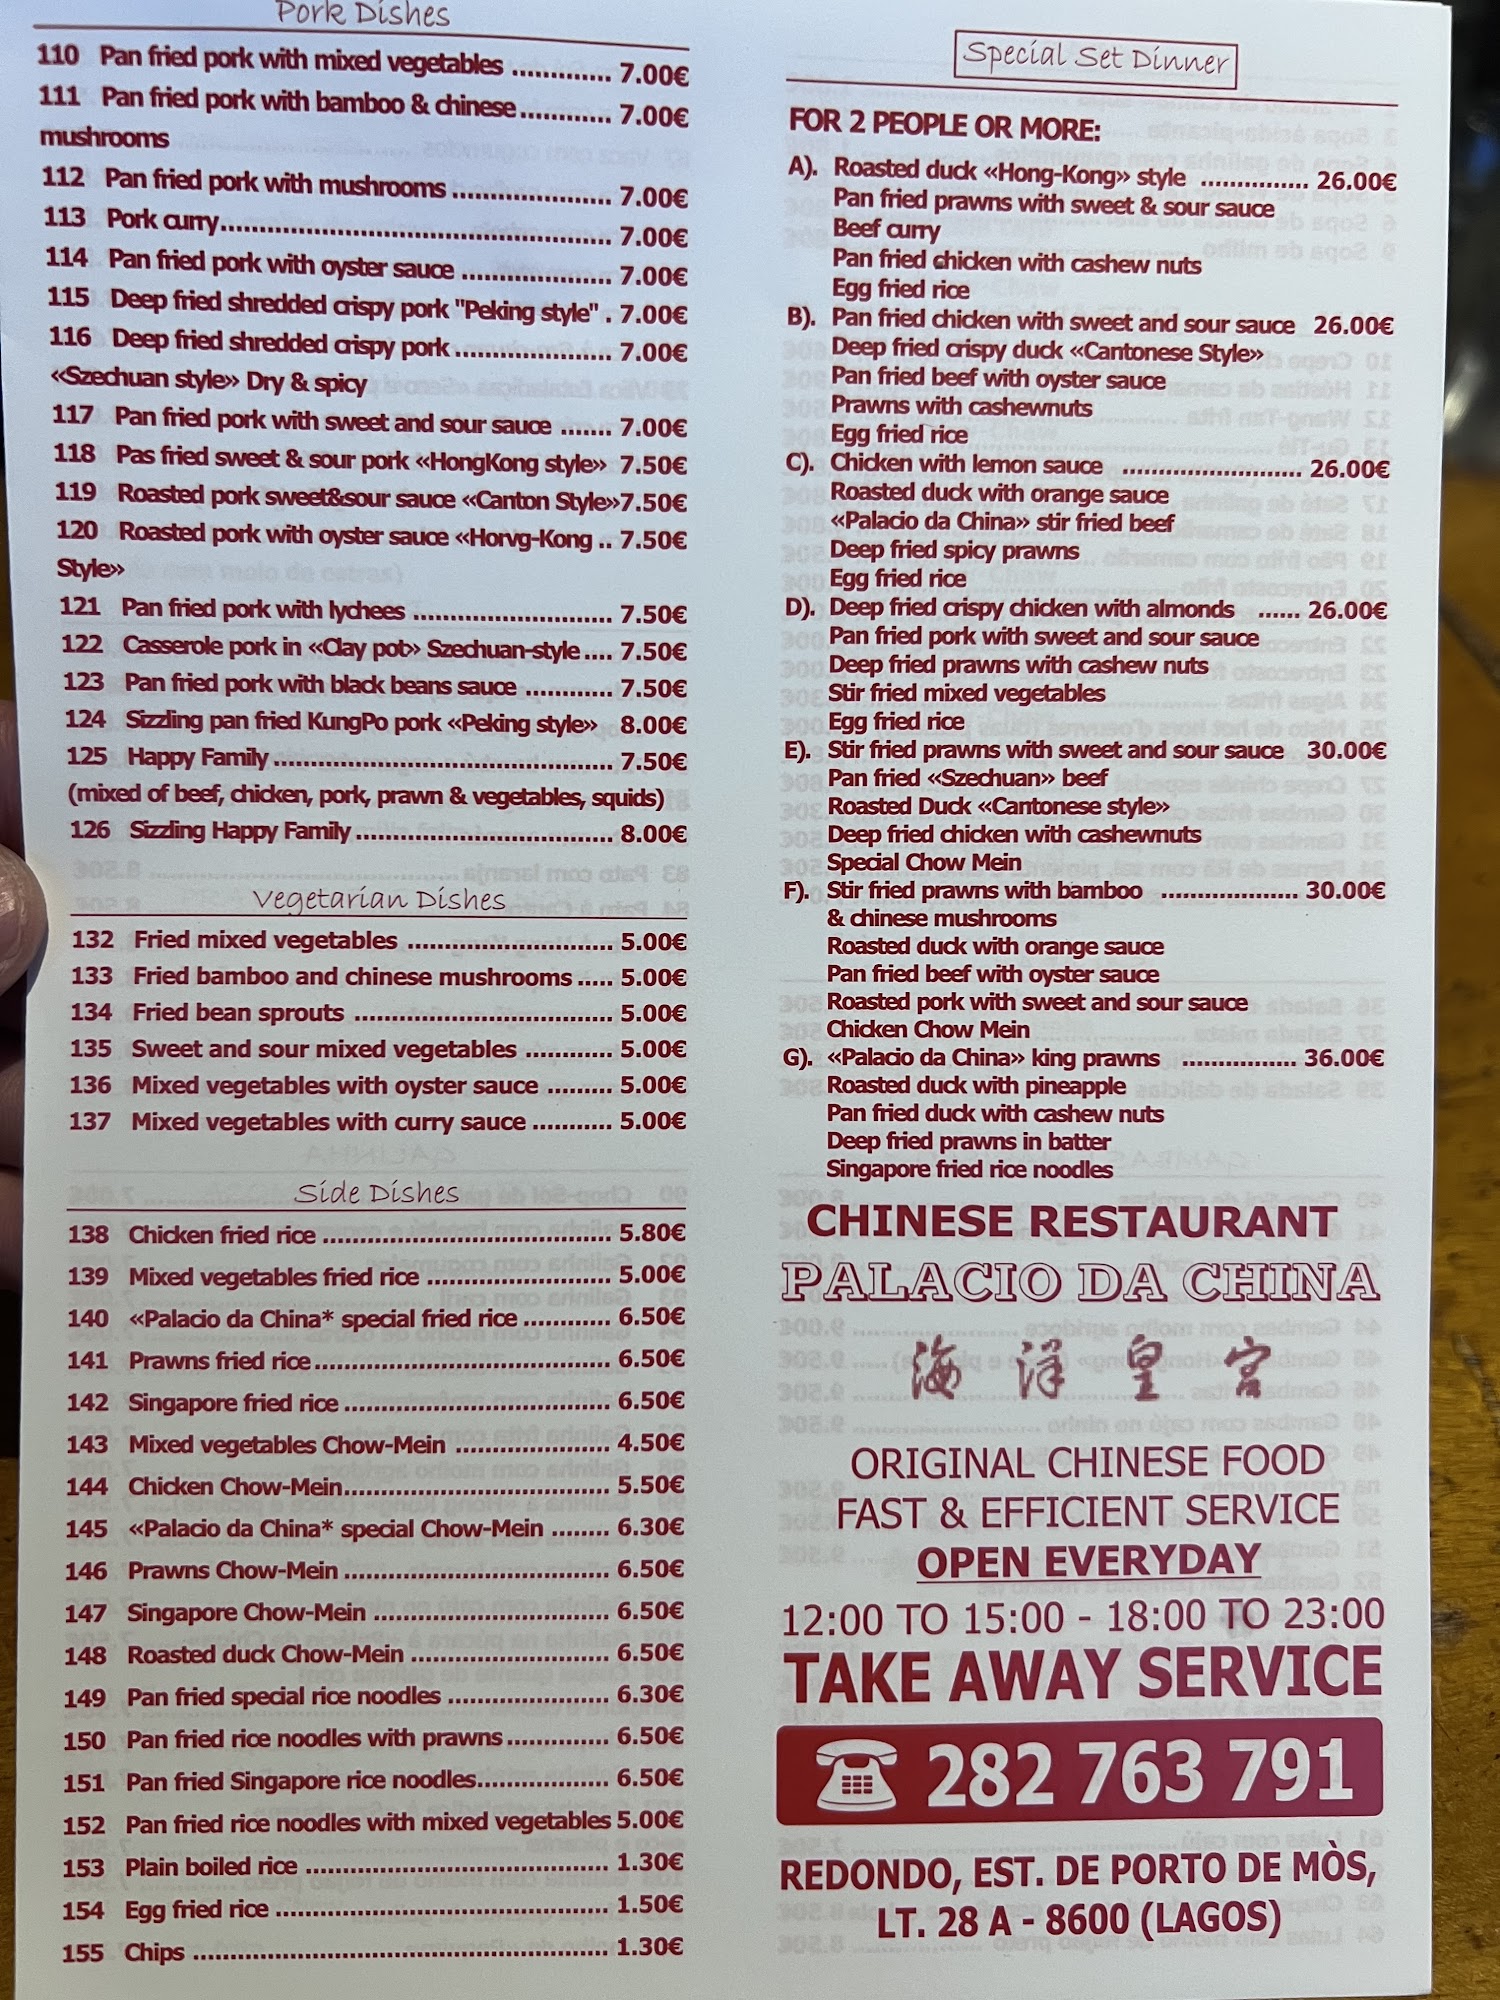 Pork Dishes
110 Pan fried pork with mixed vegetables ............. 7.00€
111 Pan fried pork with bamboo & chinese............ 7.00€
mushrooms
112 Pan fried pork with mushrooms ...................... 7.00€
113 Pork curry..................................................... 7.00€
114 Pan fried pork with oyster sauce ..................... 7.00€
115 Deep fried shredded crispy pork "Peking style" . 7.00€
116 Deep fried shredded crispy pork ..................... 7.00€
«Szechuan style» Dry & spicy
117 Pan fried pork with sweet and sour sauce ....... 7.00€
118 Pas fried sweet & sour pork «HongKong style» 7.50€
119 Roasted pork sweet&sour sauce «Canton Style»7.50€
120 Roasted pork with oyster sauce «Horvg-Kong .. 7.50€
Style»
121 Pan fried pork with lychees ........................... 7.50€
122 Casserole pork in «Clay pot» Szechuan-style.... 7.50€
123 Pan fried pork with black beans sauce ............ 7.50€
124 Sizzling pan fried KungPo pork «Peking style» . 8.00€
125 Happy Family.............................................. 7.50€
(mixed of beef, chicken, pork, prawn & vegetables, squids)
126 Sizzling Happy Family................................... 8.00€
Vegetarian Dishes
132 Fried mixed vegetables ............................ 5.00€
133 Fried bamboo and chinese mushrooms ..... 5.00€
134 Fried bean sprouts ................................... 5.00€
135 Sweet and sour mixed vegetables ............ 5.00€
136 Mixed vegetables with oyster sauce ......... 5.00€
137 Mixed vegetables with curry sauce ........... 5.00€
Side Dishes
138 Chicken fried rice ....................................... 5.80€
139 Mixed vegetables fried rice ......................... 5.00€
140 «Palacio da China* special fried rice ............ 6.50€
141 Prawns fried rice........................................ 6.50€
142 Singapore fried rice .................................... 6.50€
143 Mixed vegetables Chow-Mein ..................... 4.50€
144 Chicken Chow-Mein.................................... 5.50€
145 «Palacio da China* special Chow-Mein ........ 6.30€
146 Prawns Chow-Mein .................................... 6.50€
147 Singapore Chow-Mein ................................ 6.50€
148 Roasted duck Chow-Mein ........................... 6.50€
149 Pan fried special rice noodles ...................... 6.30€
150 Pan fried rice noodles with prawns.............. 6.50€
151 Pan fried Singapore rice noodles.................. 6.50€
152 Pan fried rice noodles with mixed vegetables 5.00€
153 Plain boiled rice ......................................... 1.30€
154 Egg fried rice ............................................. 1.50€
155 Chips ........................................................ 1.30€
Special Set Dinner
FOR 2 PEOPLE OR MORE:
A). Roasted duck «Hong-Kong» style ............... 26.00€
Pan fried prawns with sweet & sour sauce
Beef curry
Pan fried chicken with cashew nuts
Egg fried rice
B). Pan fried chicken with sweet and sour sauce 26.00€
Deep fried crispy duck «Cantonese Style»
Pan fried beef with oyster sauce
Prawns with cashewnuts
Egg fried rice
C). Chicken with lemon sauce ......................... 26.00€
Roasted duck with orange sauce
«Palacio da China» stir fried beef
Deep fried spicy prawns
Egg fried rice
D). Deep fried crispy chicken with almonds ...... 26.00€
Pan fried pork with sweet and sour sauce
Deep fried prawns with cashew nuts
Stir fried mixed vegetables
Egg fried rice
E). Stir fried prawns with sweet and sour sauce 30.00€
Pan fried «Szechuan» beef
Roasted Duck «Cantonese style»
Deep fried chicken with cashewnuts
Special Chow Mein
F). Stir fried prawns with bamboo .................. 30.00€
& chinese mushrooms
Roasted duck with orange sauce
Pan fried beef with oyster sauce
Roasted pork with sweet and sour sauce
Chicken Chow Mein
G). «Palacio da China» king prawns ................ 36.00€
Roasted duck with pineapple
Pan fried duck with cashew nuts
Deep fried prawns in batter
Singapore fried rice noodles
CHINESE RESTAURANT
PALACIO DA CHINA
海洋皇宫
ORIGINAL CHINESE FOOD
FAST & EFFICIENT SERVICE
OPEN EVERYDAY
12:00 TO 15:00 - 18:00 TO 23:00
TAKE AWAY SERVICE
282 763 791
REDONDO, EST. DE PORTO DE MÒS,
LT. 28 A - 8600 (LAGOS)